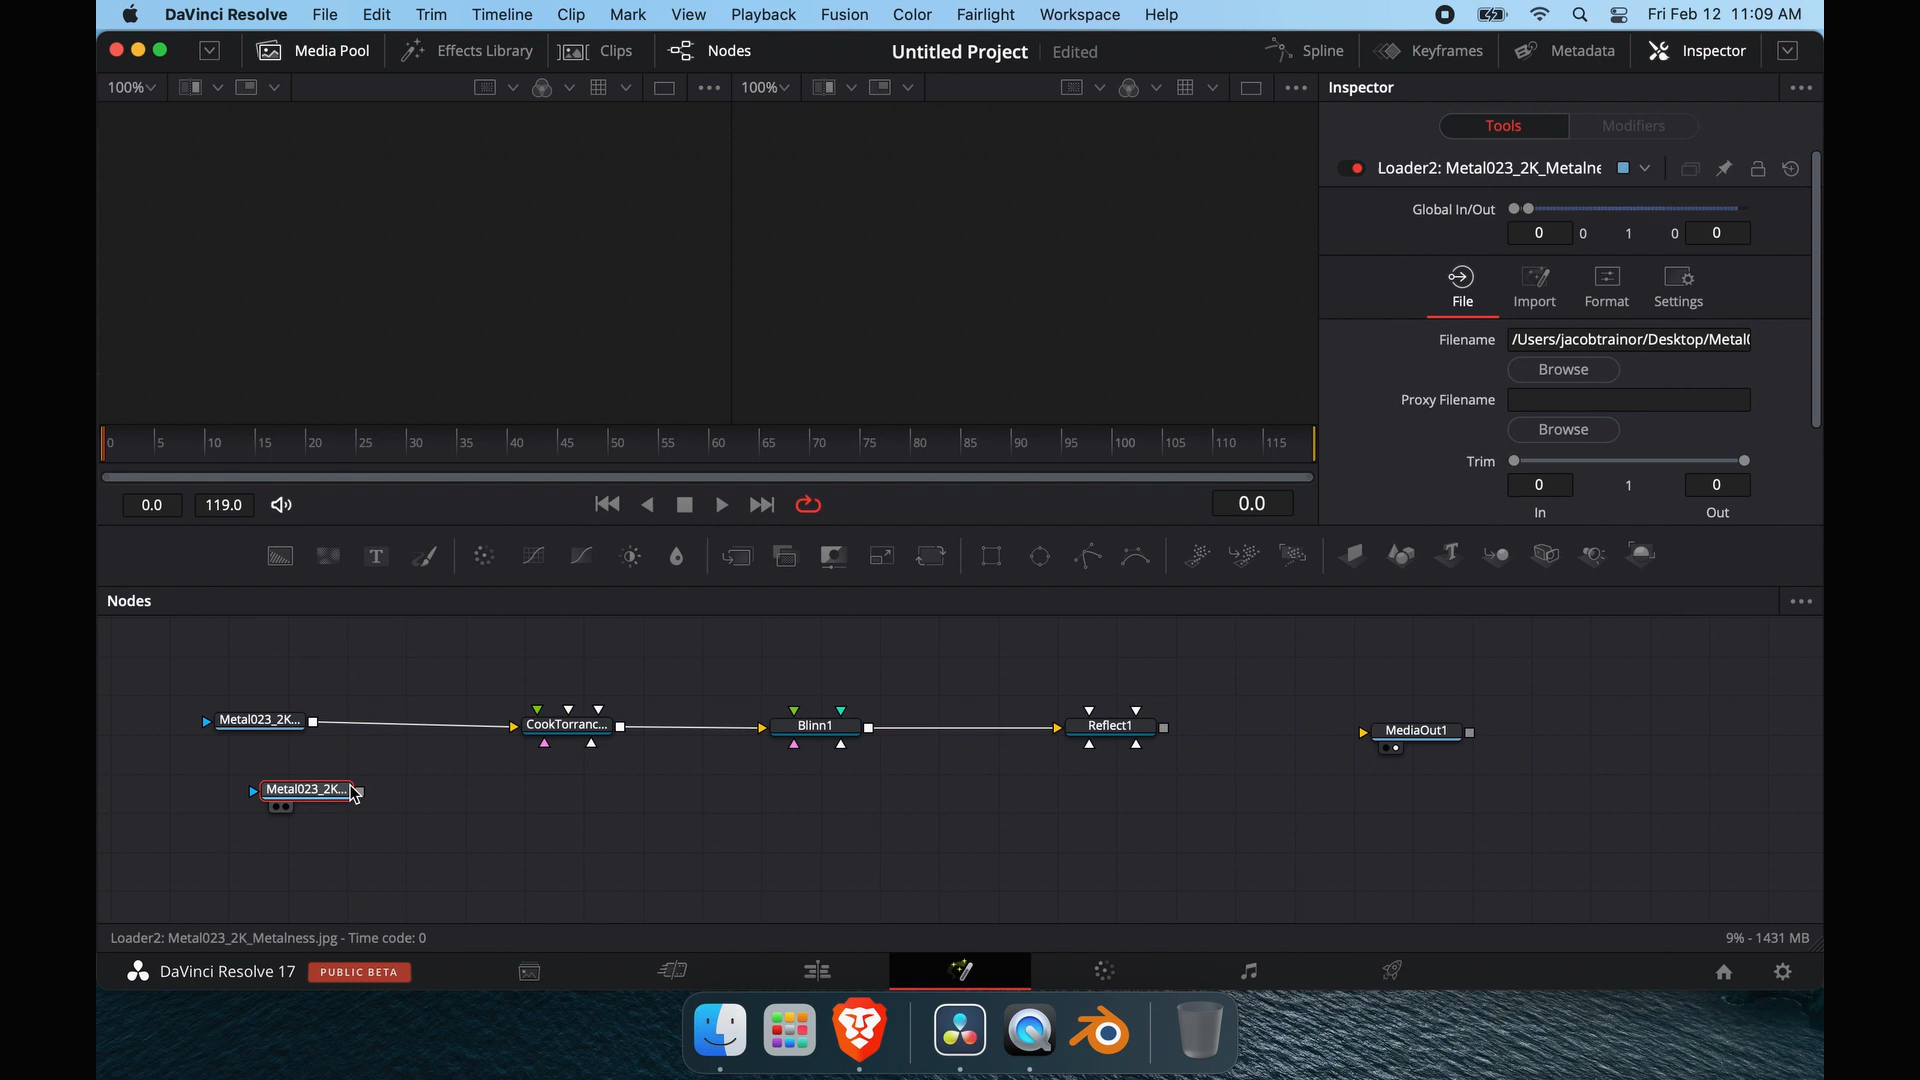 DaVinci Resolve File Edit Trim Timeline Clip Mark View Playback Fusion Color Fairlight Workspace Help Fri Feb 12 11:09 AM
Media Pool Effects Library Clips Nodes Untitled Project Edited Spline Keyframes Metadata Inspector
100% 100% Inspector
Tools Modifiers
Loader2: Metal023_2K_Metalne
Global In/Out
0 0 1 0 0
File Import Format Settings
Filename /Users/jacobtrainor/Desktop/Metal
Browse
Proxy Filename
Browse
Trim
0 1 0
In Out
0 5 10 15 20 25 30 35 40 45 50 55 60 65 70 75 80 85 90 95 100 105 110 115
0.0 119.0 0.0
T T
Nodes
Metal023_2K... CookTorranc... Blinn1 Reflect1 MediaOut1
Metal023_2K...
Loader2: Metal023_2K_Metalness.jpg - Time code: 0 9% - 1431 MB
DaVinci Resolve 17 PUBLIC BETA